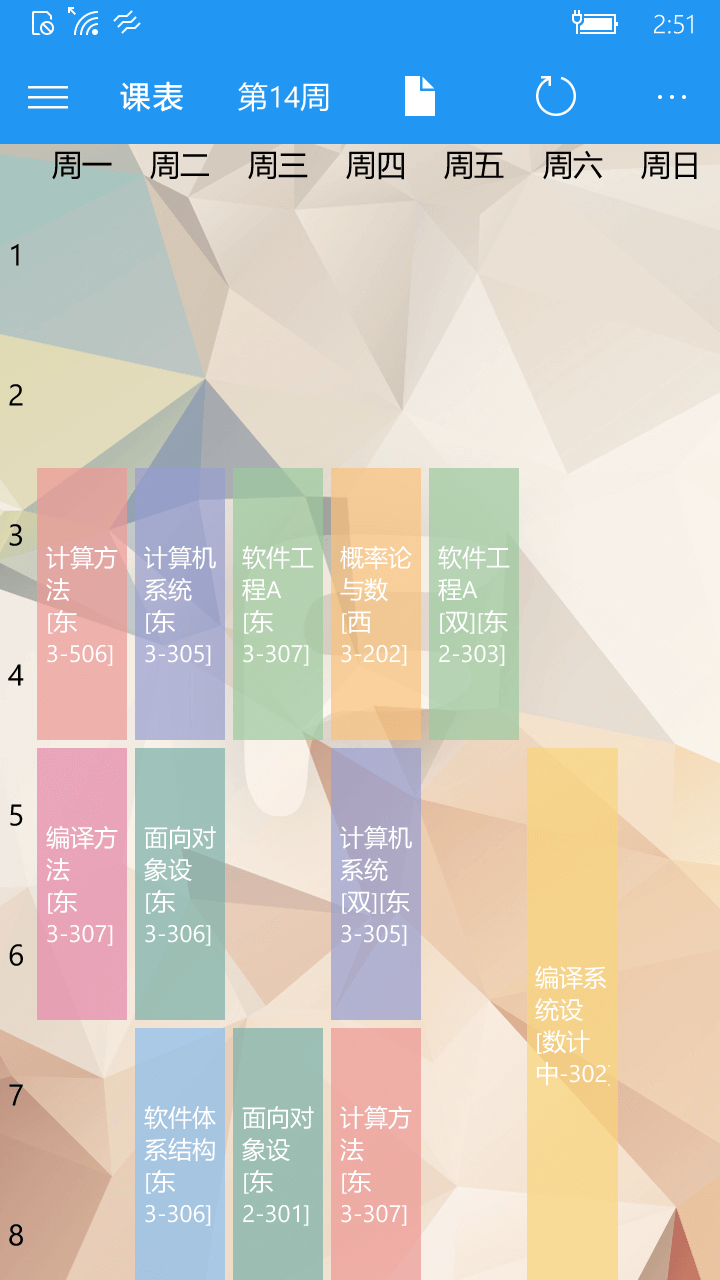 2:51
课表 第14周 ...
周一 周二 周三 周四 周五 周六 周日
1
2
3
计算方
法
[东
3-506]
计算机
系统
[东
3-305]
软件工
程A
[东
3-307]
概率论
与数
[西
3-202]
软件工
程A
[双][东
2-303]
4
5
编译方
法
[东
3-307]
面向对
象设
[东
3-306]
计算机
系统
[双][东
3-305]
6
编译系
统设
[数计
中-302]
7
软件体
系结构
[东
3-306]
面向对
象设
[东
2-301]
计算方
法
[东
3-307]
8